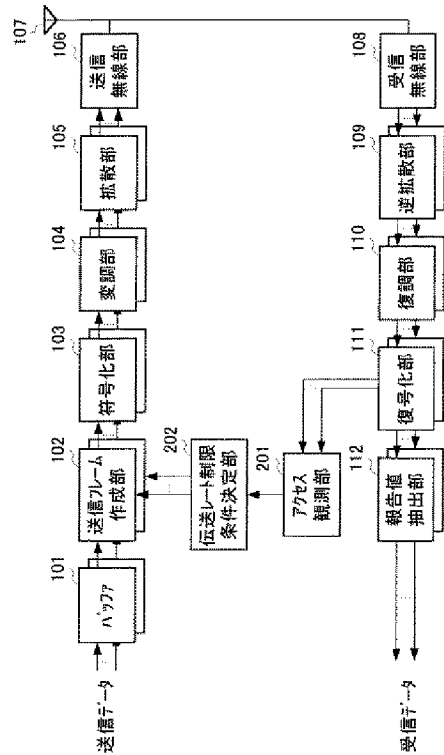 送信データ
101
バッファ
102
送信フレーム
作成部
103
符号化部
104
変調部
105
拡散部
106
送信
無線部
107
202
伝送レート制限
条件決定部
201
アクセス
観測部
108
受信
無線部
109
逆拡散部
110
復調部
111
復号化部
112
報告値
抽出部
受信データ